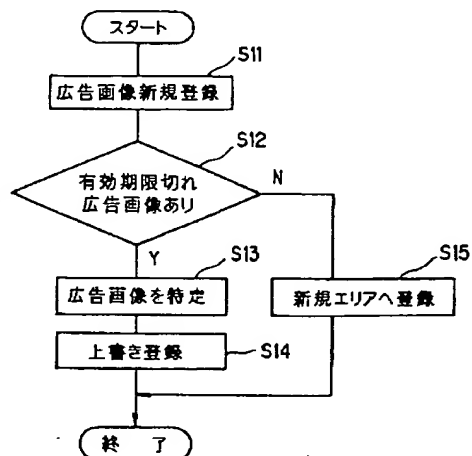 スタート
S11
広告画像新規登録
S12
有効期限切れ
広告画像あり
N
Y
S13
広告画像を特定
S15
新規エリアへ登録
上書き登録
S14
終 了